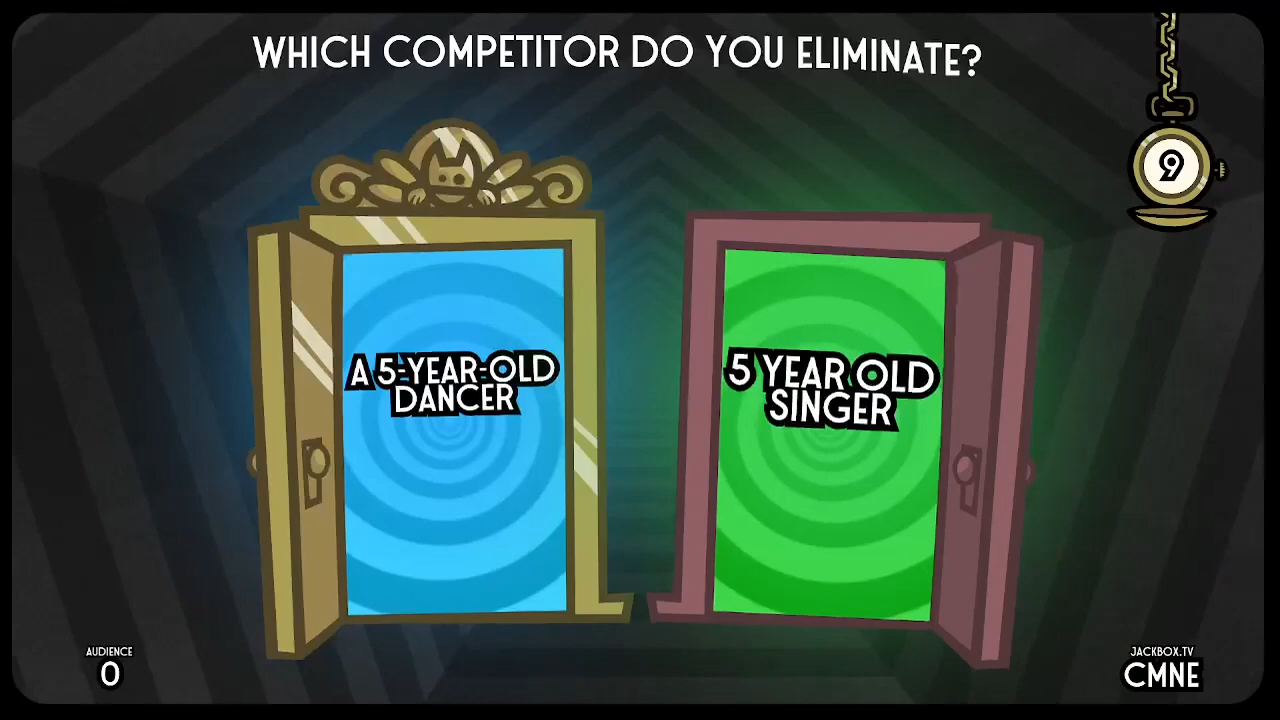 WHICH COMPETITOR DO YOU ELIMINATE?
9
A 5-YEAR-OLD
DANCER
5 YEAR OLD
SINGER
AUDIENCE
0
JACKBOX.TV
CMNE